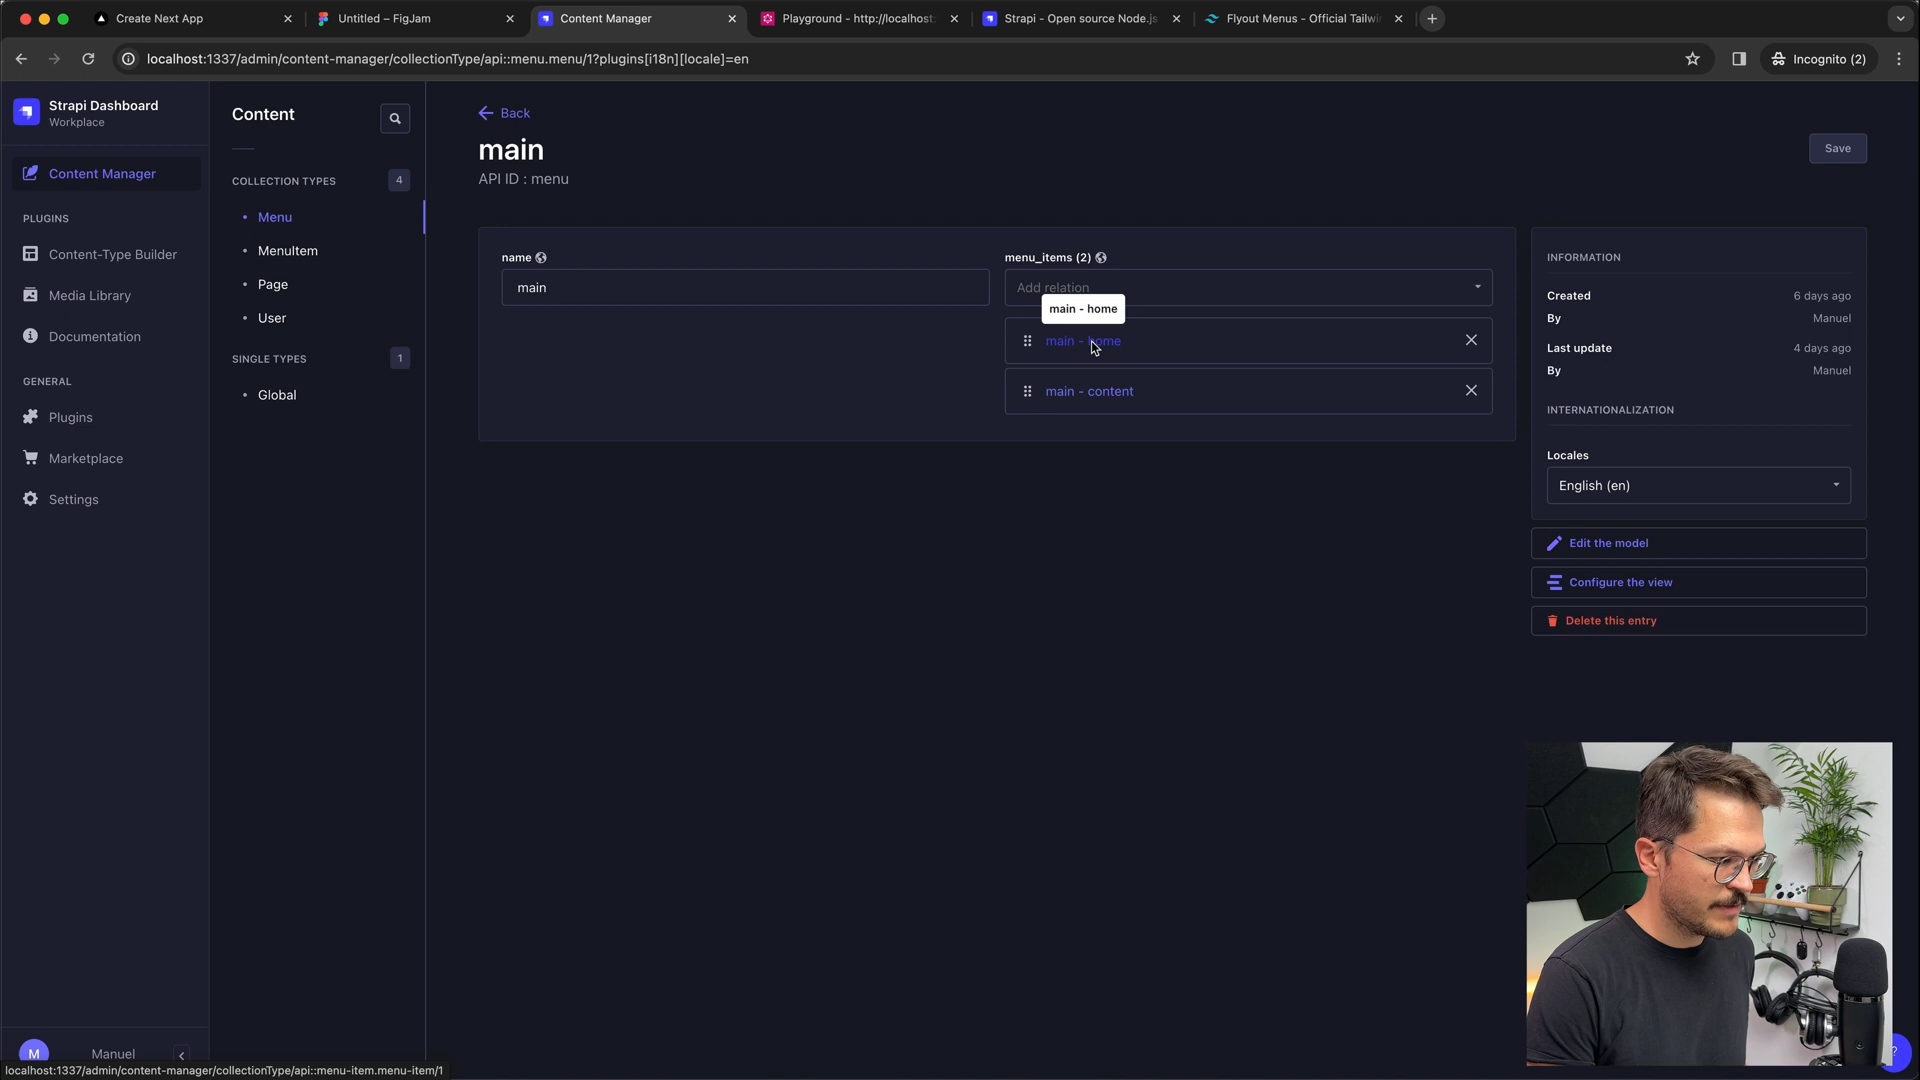 Create Next App
Untitled – FigJam
Content Manager
Playground - http://localhost:
Strapi - Open source Node.js
Flyout Menus - Official Tailwi
localhost:1337/admin/content-manager/collectionType/api::menu.menu/1?plugins[i18n][locale]=en
Incognito (2)
Strapi Dashboard
Workplace
Content Manager
PLUGINS
Content-Type Builder
Media Library
Documentation
GENERAL
Plugins
Marketplace
Settings
M
Manuel
Content
COLLECTION TYPES
4
Menu
MenuItem
Page
User
SINGLE TYPES
1
Global
Back
main
API ID : menu
Save
name
main
menu_items (2)
Add relation
main - home
main - home
main - content
INFORMATION
Created
6 days ago
By
Manuel
Last update
4 days ago
By
Manuel
INTERNATIONALIZATION
Locales
English (en)
Edit the model
Configure the view
Delete this entry
?
localhost:1337/admin/content-manager/collectionType/api::menu-item.menu-item/1